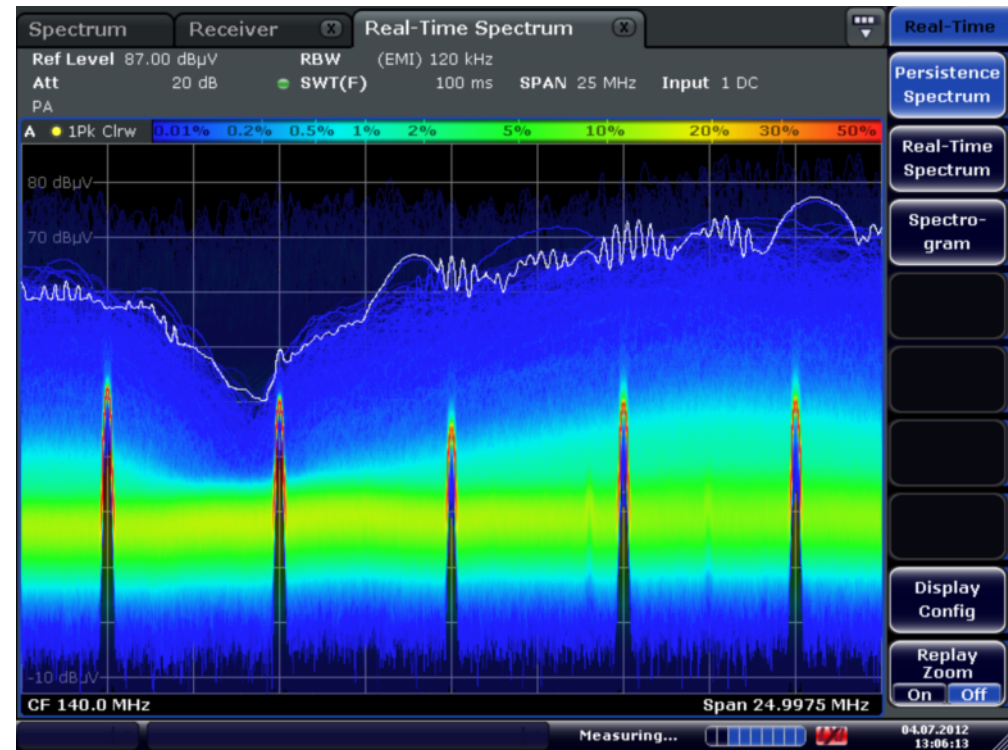 Spectrum Receiver X Real-Time Spectrum X Real-Time
Ref Level 87.00 dBµV RBW (EMI) 120 kHz
Att 20 dB SWT(F) 100 ms SPAN 25 MHz Input 1 DC
PA
Persistence
Spectrum
A 1Pk Clrw 0.01% 0.2% 0.5% 1% 2% 5% 10% 20% 30% 50%
Real-Time
Spectrum
80 dBµV
Spectro-
gram
70 dBµV
Display
Config
Replay
Zoom
On Off
-10 dBµV
CF 140.0 MHz Span 24.9975 MHz
Measuring... 04.07.2012
13:06:13